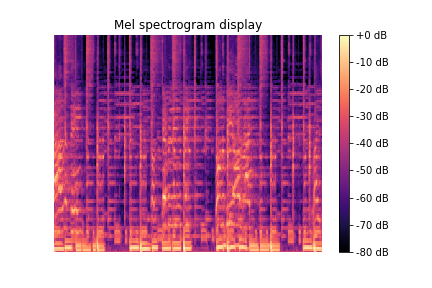 Mel spectrogram display
+0 dB
-10 dB
-20 dB
-30 dB
-40 dB
-50 dB
-60 dB
-70 dB
-80 dB